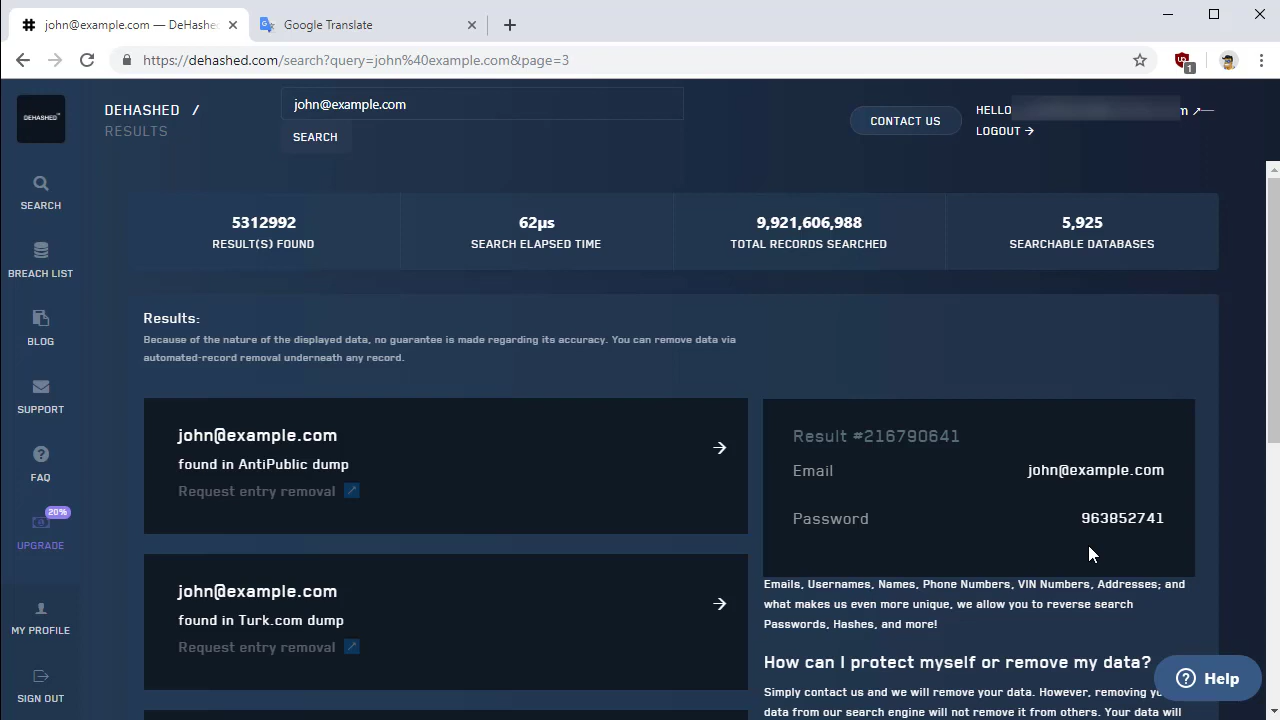 john@example.com — DeHashe
Google Translate
https://dehashed.com/search?query=john%40example.com&page=3
1
DEHASHED™
DEHASHED /
RESULTS
john@example.com
SEARCH
CONTACT US
HELLO m
LOGOUT →
SEARCH
BREACH LIST
BLOG
SUPPORT
FAQ
20%
UPGRADE
MY PROFILE
SIGN OUT
5312992
RESULT(S) FOUND
62µs
SEARCH ELAPSED TIME
9,921,606,988
TOTAL RECORDS SEARCHED
5,925
SEARCHABLE DATABASES
Results:
Because of the nature of the displayed data, no guarantee is made regarding its accuracy. You can remove data via
automated-record removal underneath any record.
john@example.com
found in AntiPublic dump
Request entry removal
john@example.com
found in Turk.com dump
Request entry removal
Result #216790641
Email john@example.com
Password 963852741
Emails, Usernames, Names, Phone Numbers, VIN Numbers, Addresses; and
what makes us even more unique, we allow you to reverse search
Passwords, Hashes, and more!
How can I protect myself or remove my data?
Simply contact us and we will remove your data. However, removing
data from our search engine will not remove it from others. Your data will
Help